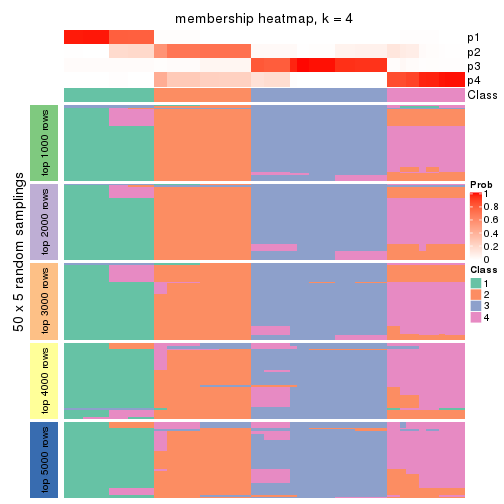 membership heatmap, k = 4
p1
p2
p3
p4
Class
50 x 5 random samplings
top 1000 rows
top 2000 rows
top 3000 rows
top 4000 rows
top 5000 rows
Prob
1
0.8
0.6
0.4
0.2
0
Class
1
2
3
4